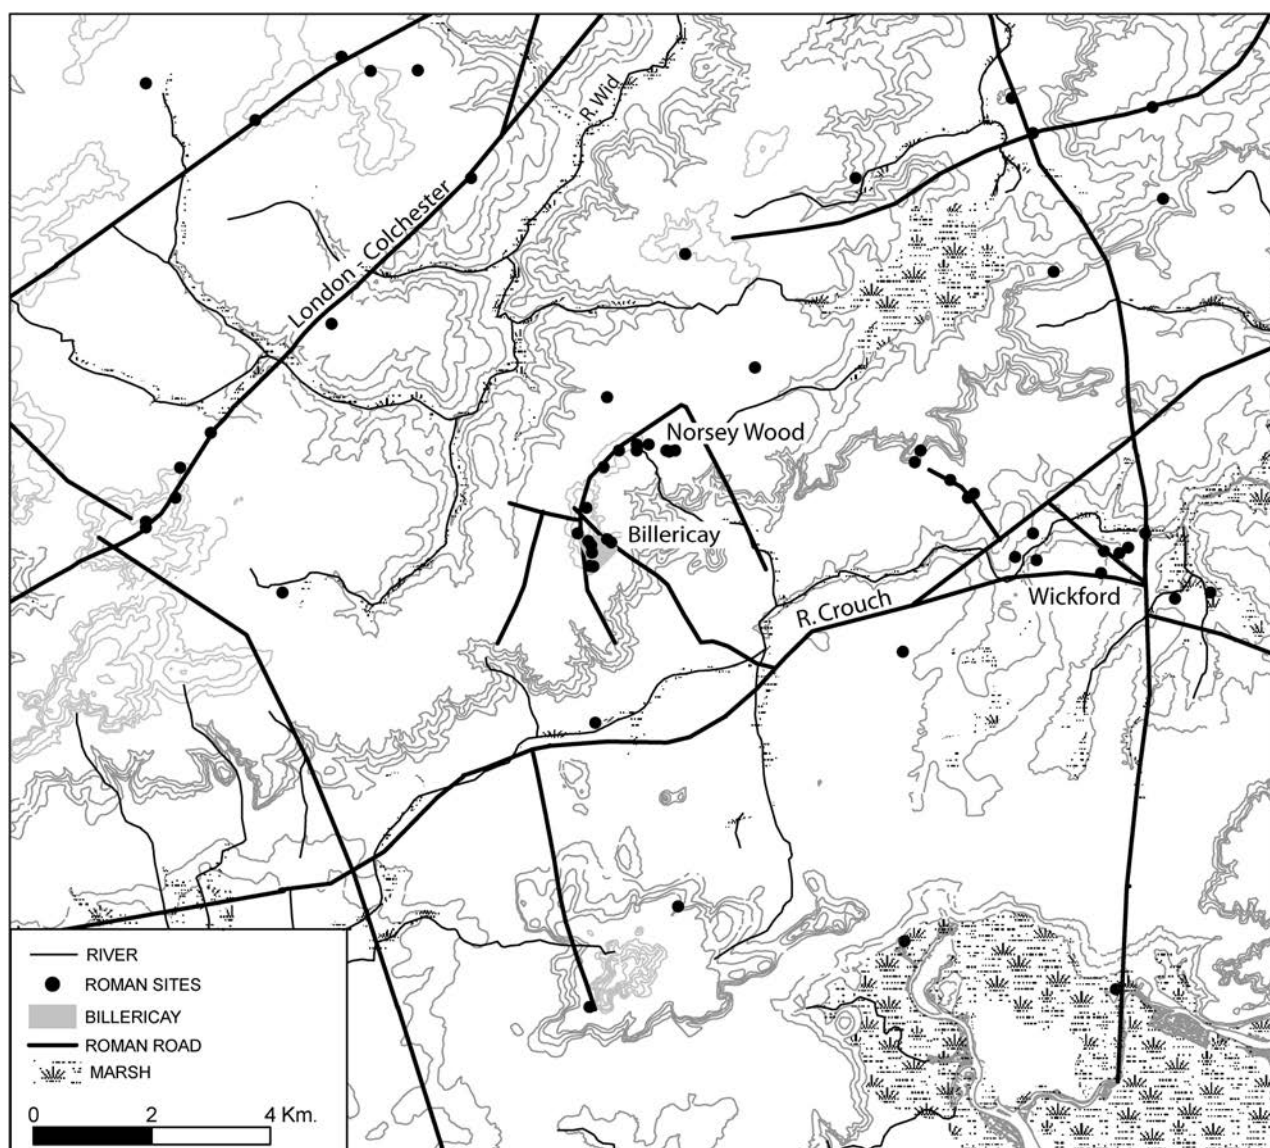 R. Wid
London - Colchester
Norsey Wood
Billericay
R. Crouch
Wickford
RIVER
ROMAN SITES
BILLERICAY
ROMAN ROAD
MARSH
0 2 4 Km.